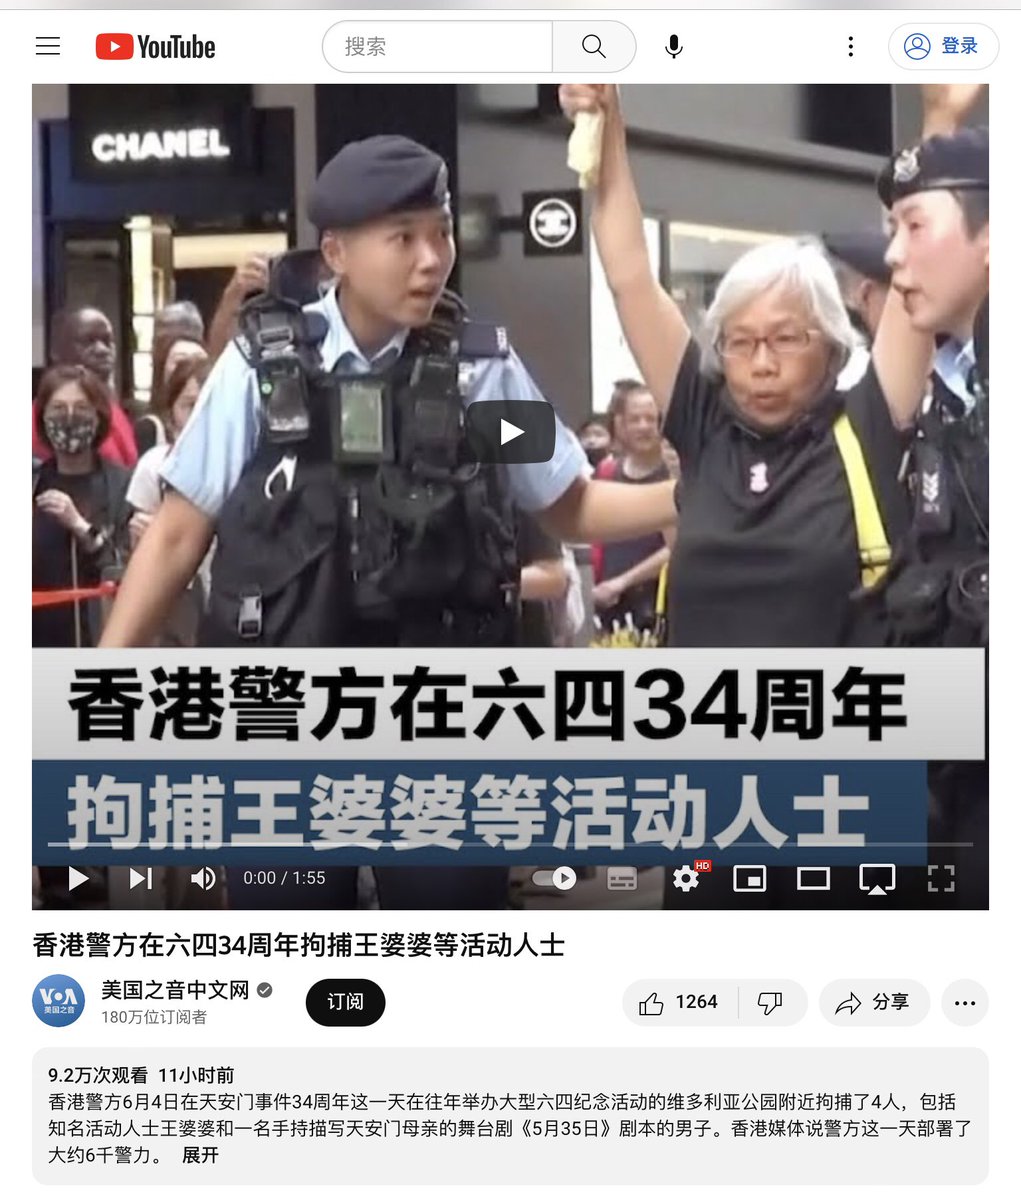 YouTube
搜索
登录
CHANEL
香港警方在六四34周年
拘捕王婆婆等活动人士
0:00 / 1:55
HD
香港警方在六四34周年拘捕王婆婆等活动人士
VOA
美国之音
美国之音中文网
180万位订阅者
订阅
1264
分享
9.2万次观看 11小时前
香港警方6月4日在天安门事件34周年这一天在往年举办大型六四纪念活动的维多利亚公园附近拘捕了4人，包括
知名活动人士王婆婆和一名手持描写天安门母亲的舞台剧《5月35日》剧本的男子。香港媒体说警方这一天部署了
大约6千警力。 展开